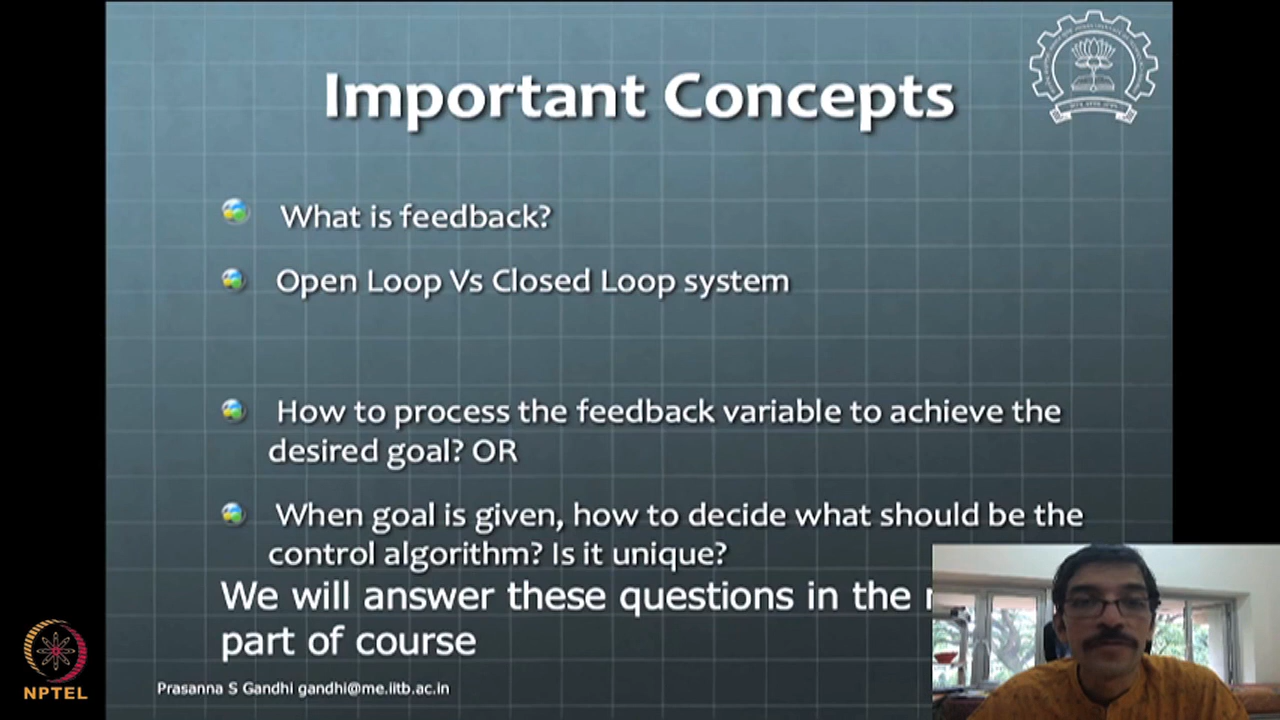 Important Concepts
What is feedback?
Open Loop Vs Closed Loop system
How to process the feedback variable to achieve the
desired goal? OR
When goal is given, how to decide what should be the
control algorithm? Is it unique?
We will answer these questions in the
part of course
Prasanna S Gandhi gandhi@me.iitb.ac.in
NPTEL